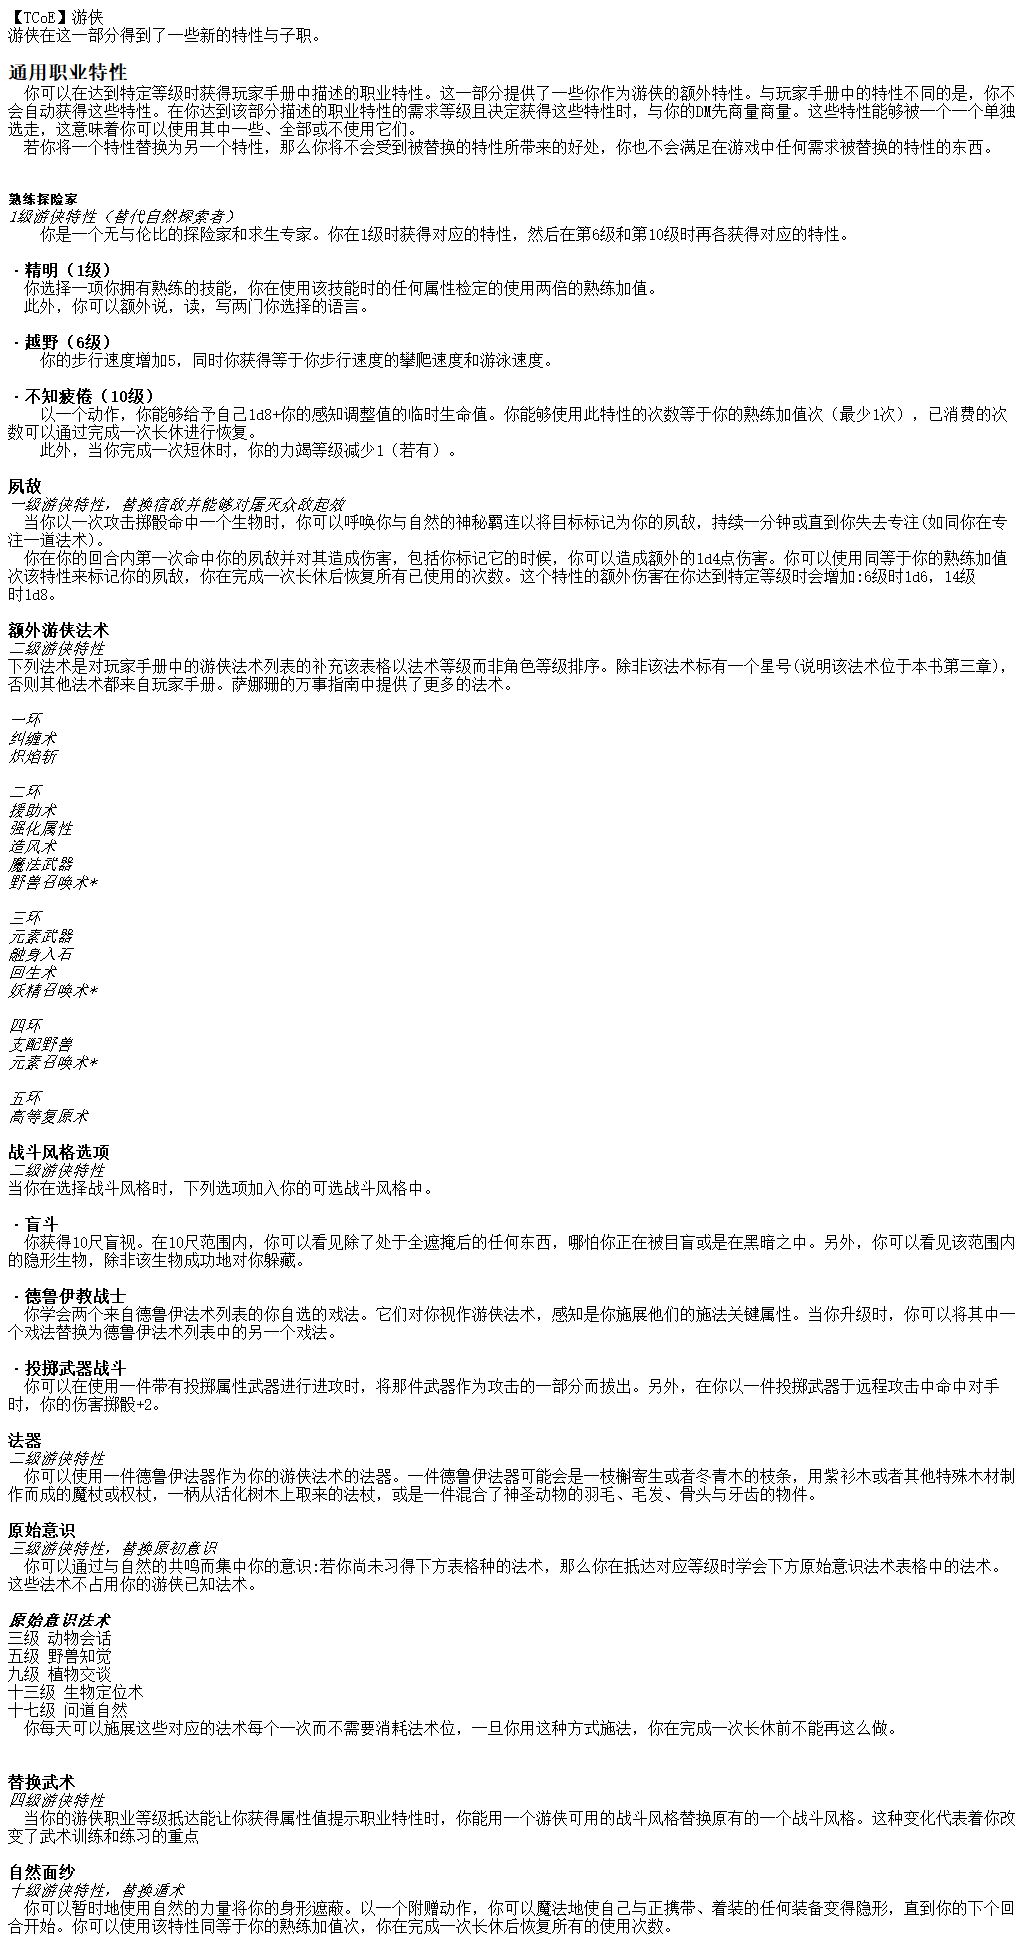 【TCoE】游侠
游侠在这一部分得到了一些新的特性与子职。
通用职业特性
你可以在达到特定等级时获得玩家手册中描述的职业特性。这一部分提供了一些你作为游侠的额外特性。与玩家手册中的特性不同的是，你不
会自动获得这些特性。在你达到该部分描述的职业特性的需求等级且决定获得这些特性时，与你的DM先商量商量。这些特性能够被一个一个单独
选走，这意味着你可以使用其中一些、全部或不使用它们。
若你将一个特性替换为另一个特性，那么你将不会受到被替换的特性所带来的好处，你也不会满足在游戏中任何需求被替换的特性的东西。
熟练探险家
1级游侠特性（替代自然探索者）
你是一个无与伦比的探险家和求生专家。你在1级时获得对应的特性，然后在第6级和第10级时再各获得对应的特性。
·精明（1级）
你选择一项你拥有熟练的技能，你在使用该技能时的任何属性检定的使用两倍的熟练加值。
此外，你可以额外说，读，写两门你选择的语言。
·越野（6级）
你的步行速度增加5，同时你获得等于你步行速度的攀爬速度和游泳速度。
·不知疲倦（10级）
以一个动作，你能够给予自己1d8+你的感知调整值的临时生命值。你能够使用此特性的次数等于你的熟练加值次（最少1次），已消费的次
数可以通过完成一次长休进行恢复。
此外，当你完成一次短休时，你的力竭等级减少1（若有）。
夙敌
一级游侠特性，替换宿敌并能够对屠灭众敌起效
当你以一次攻击掷骰命中一个生物时，你可以呼唤你与自然的神秘羁连以将目标标记为你的夙敌，持续一分钟或直到你失去专注(如同你在专
注一道法术)。
你在你的回合内第一次命中你的夙敌并对其造成伤害，包括你标记它的时候，你可以造成额外的1d4点伤害。你可以使用同等于你的熟练加值
次该特性来标记你的夙敌，你在完成一次长休后恢复所有已使用的次数。这个特性的额外伤害在你达到特定等级时会增加:6级时1d6，14级
时1d8。
额外游侠法术
二级游侠特性
下列法术是对玩家手册中的游侠法术列表的补充该表格以法术等级而非角色等级排序。除非该法术标有一个星号(说明该法术位于本书第三章)，
否则其他法术都来自玩家手册。萨娜珊的万事指南中提供了更多的法术。
一环
纠缠术
炽焰斩
二环
援助术
强化属性
造风术
魔法武器
野兽召唤术*
三环
元素武器
融身入石
回生术
妖精召唤术*
四环
支配野兽
元素召唤术*
五环
高等复原术
战斗风格选项
二级游侠特性
当你在选择战斗风格时，下列选项加入你的可选战斗风格中。
·盲斗
你获得10尺盲视。在10尺范围内，你可以看见除了处于全遮掩后的任何东西，哪怕你正在被目盲或是在黑暗之中。另外，你可以看见该范围内
的隐形生物，除非该生物成功地对你躲藏。
·德鲁伊教战士
你学会两个来自德鲁伊法术列表的你自选的戏法。它们对你视作游侠法术，感知是你施展他们的施法关键属性。当你升级时，你可以将其中一
个戏法替换为德鲁伊法术列表中的另一个戏法。
·投掷武器战斗
你可以在使用一件带有投掷属性武器进行进攻时，将那件武器作为攻击的一部分而拔出。另外，在你以一件投掷武器于远程攻击中命中对手
时，你的伤害掷骰+2。
法器
二级游侠特性
你可以使用一件德鲁伊法器作为你的游侠法术的法器。一件德鲁伊法器可能会是一枝槲寄生或者冬青木的枝条，用紫衫木或者其他特殊木材制
作而成的魔杖或权杖，一柄从活化树木上取来的法杖，或是一件混合了神圣动物的羽毛、毛发、骨头与牙齿的物件。
原始意识
三级游侠特性，替换原初意识
你可以通过与自然的共鸣而集中你的意识:若你尚未习得下方表格种的法术，那么你在抵达对应等级时学会下方原始意识法术表格中的法术。
这些法术不占用你的游侠已知法术。
原始意识法术
三级 动物会话
五级 野兽知觉
九级 植物交谈
十三级 生物定位术
十七级 问道自然
你每天可以施展这些对应的法术每个一次而不需要消耗法术位，一旦你用这种方式施法，你在完成一次长休前不能再这么做。
替换武术
四级游侠特性
当你的游侠职业等级抵达能让你获得属性值提示职业特性时，你能用一个游侠可用的战斗风格替换原有的一个战斗风格。这种变化代表着你改
变了武术训练和练习的重点
自然面纱
十级游侠特性，替换遁术
你可以暂时地使用自然的力量将你的身形遮蔽。以一个附赠动作，你可以魔法地使自己与正携带、着装的任何装备变得隐形，直到你的下个回
合开始。你可以使用该特性同等于你的熟练加值次，你在完成一次长休后恢复所有的使用次数。